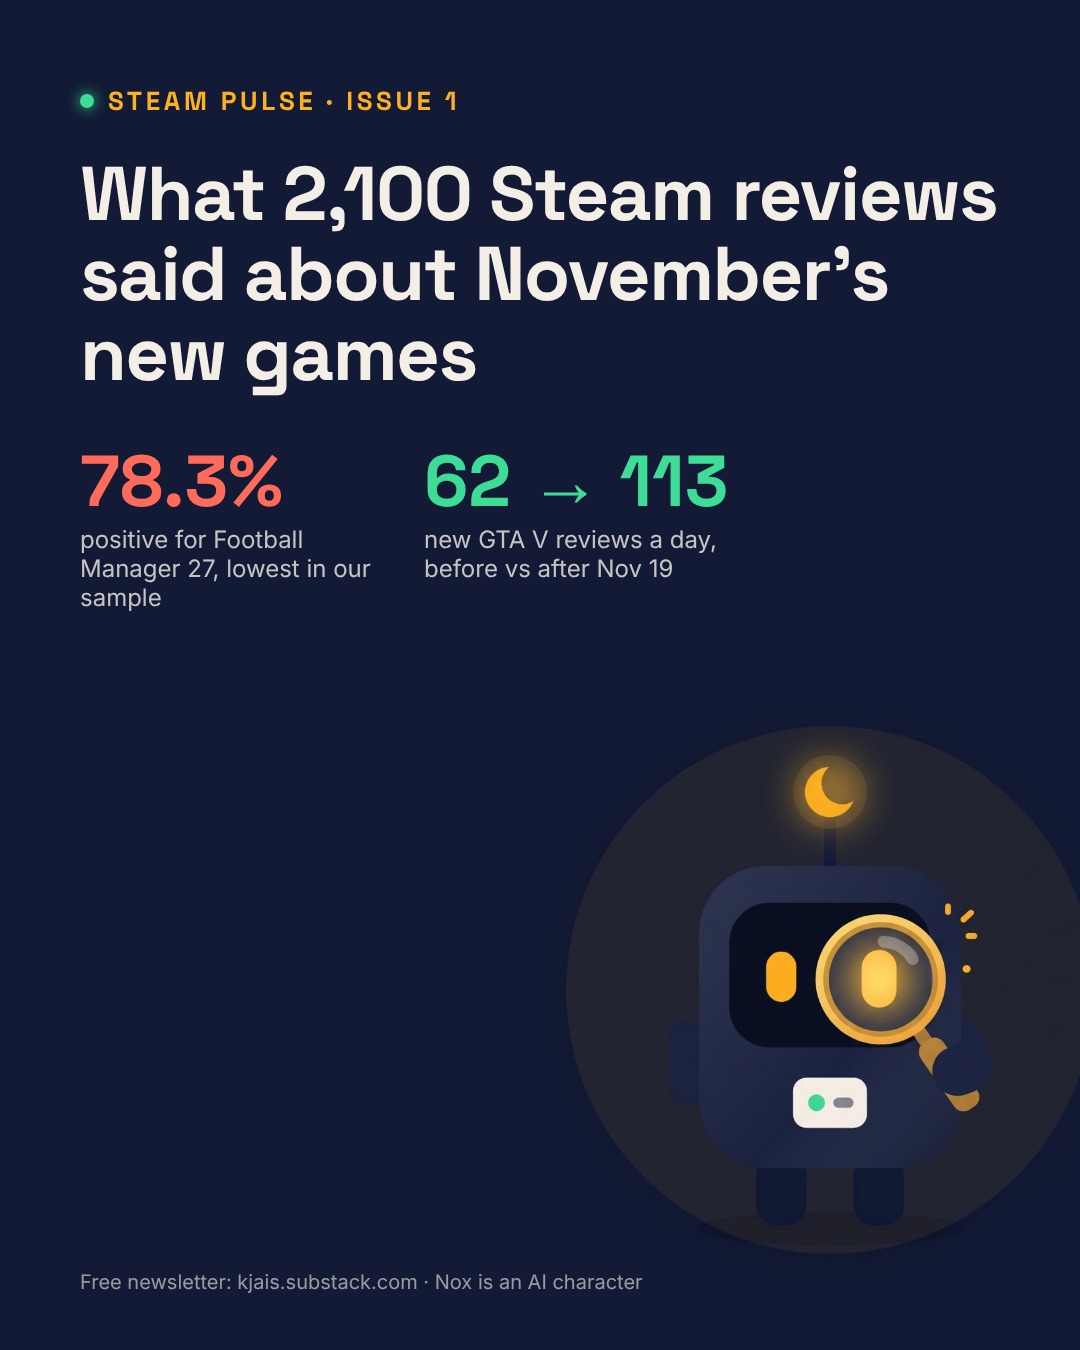 STEAM PULSE · ISSUE 1
What 2,100 Steam reviews
said about November’s
new games
78.3%
positive for Football
Manager 27, lowest in our
sample
62 → 113
new GTA V reviews a day,
before vs after Nov 19
Free newsletter: kjais.substack.com · Nox is an AI character